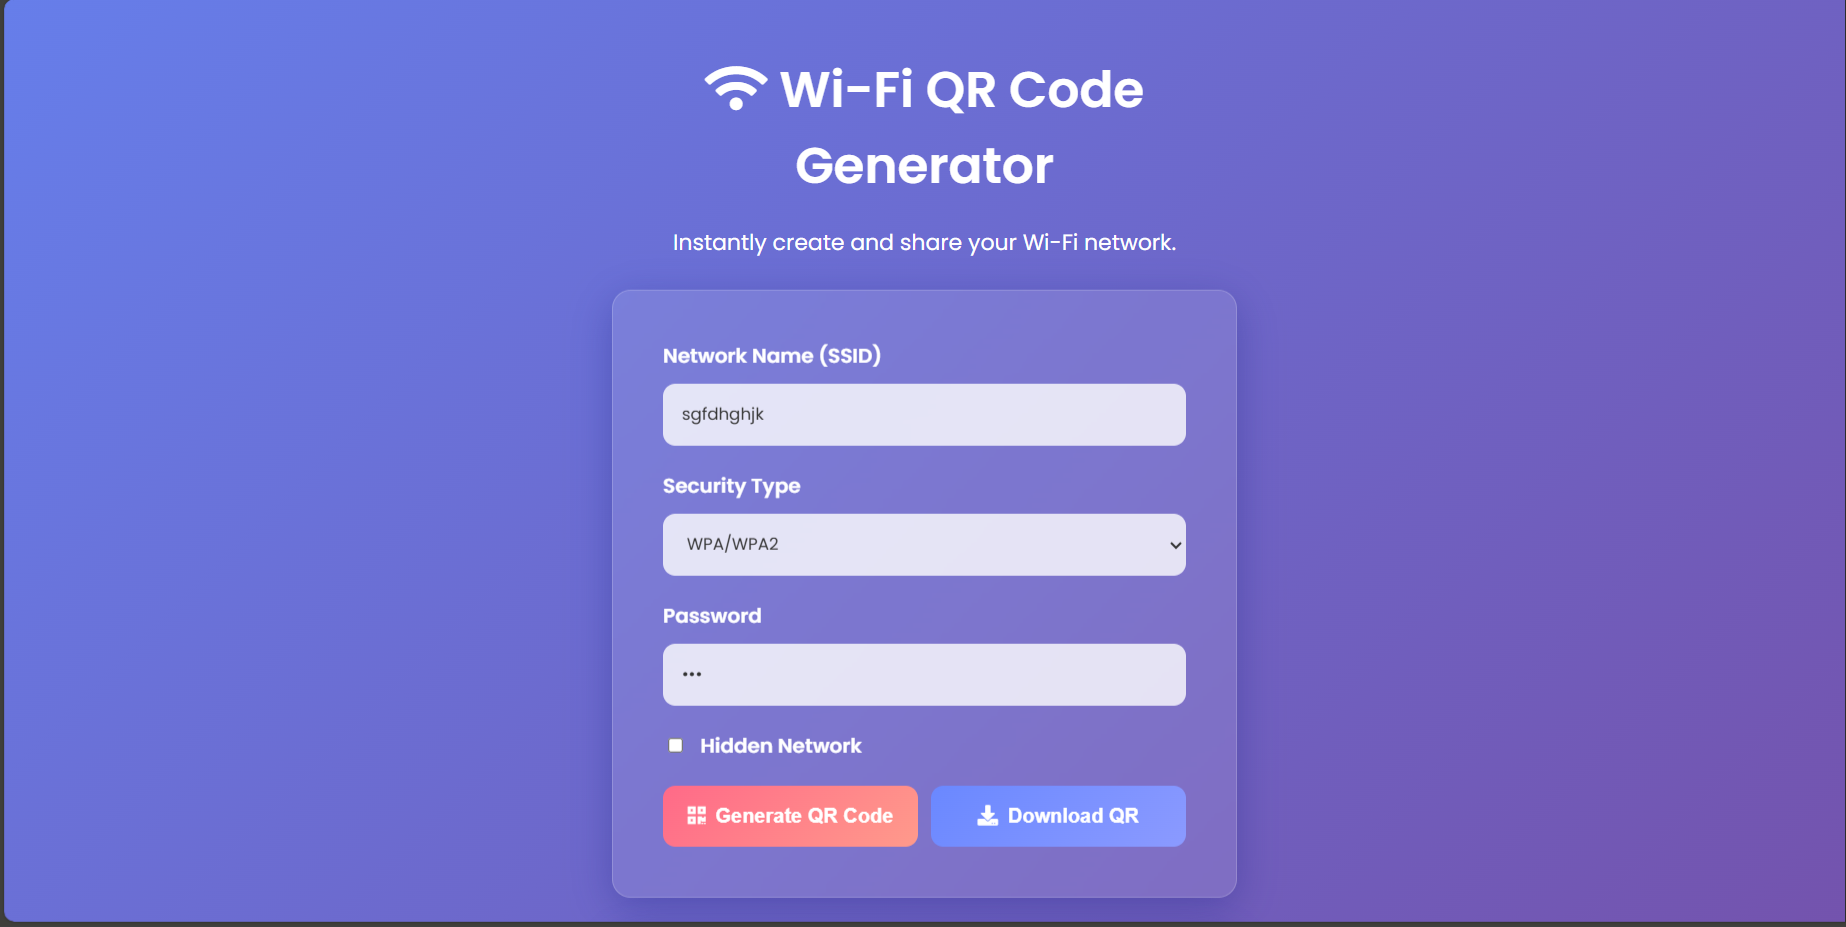 Wi-Fi QR Code
Generator
Instantly create and share your Wi-Fi network.
Network Name (SSID)
sgfdhghjk
Security Type
WPA/WPA2
Password
•••
Hidden Network
Generate QR Code
Download QR